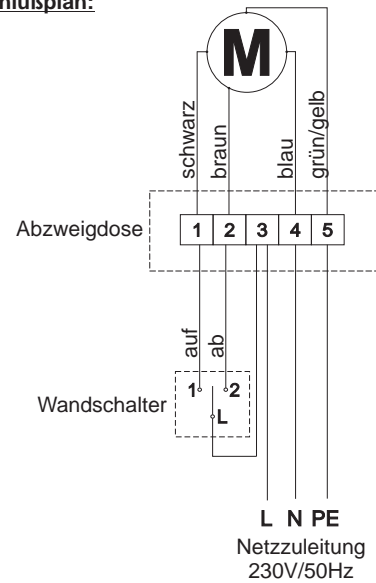 M
schwarz
braun
blau
grün/gelb
Abzweigdose
1 2 3 4 5
auf
ab
1 2
L
Wandschalter
L N PE
Netzzuleitung
230V/50Hz